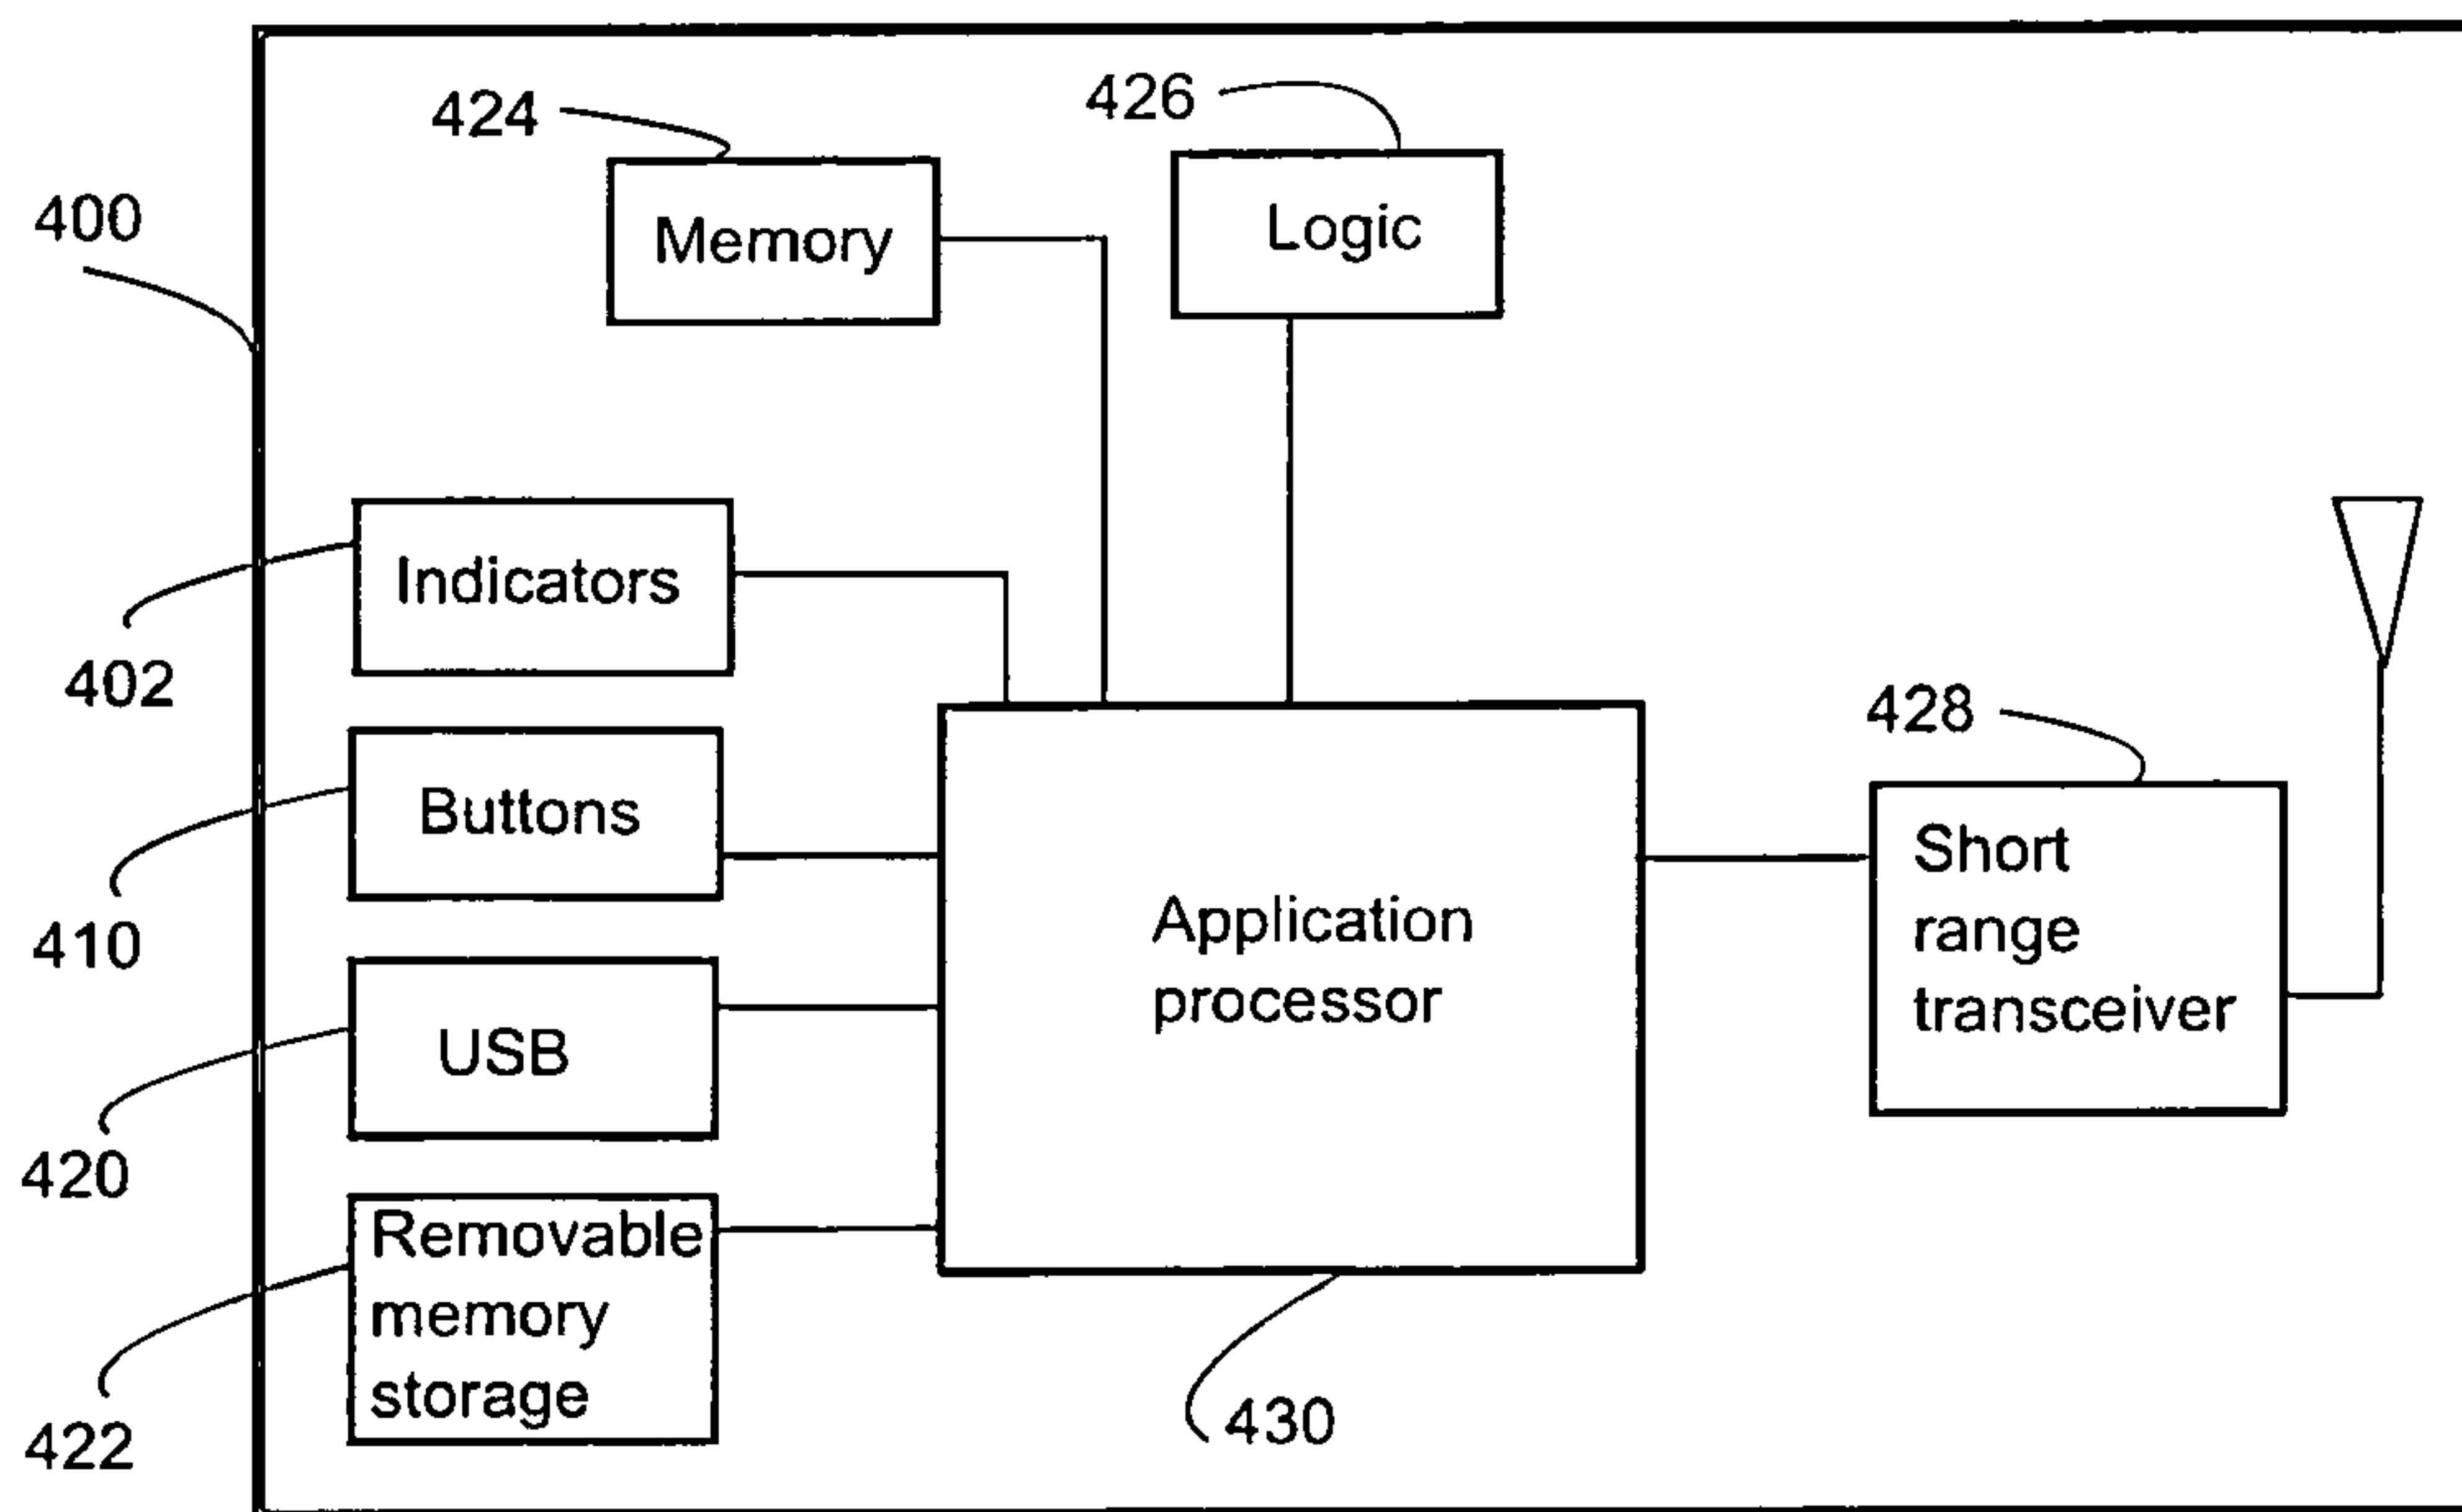 424
426
400
Memory
Logic
Indicators
402
428
Buttons
Short
range
transceiver
Application
processor
410
USB
420
Removable
memory
storage
422
430